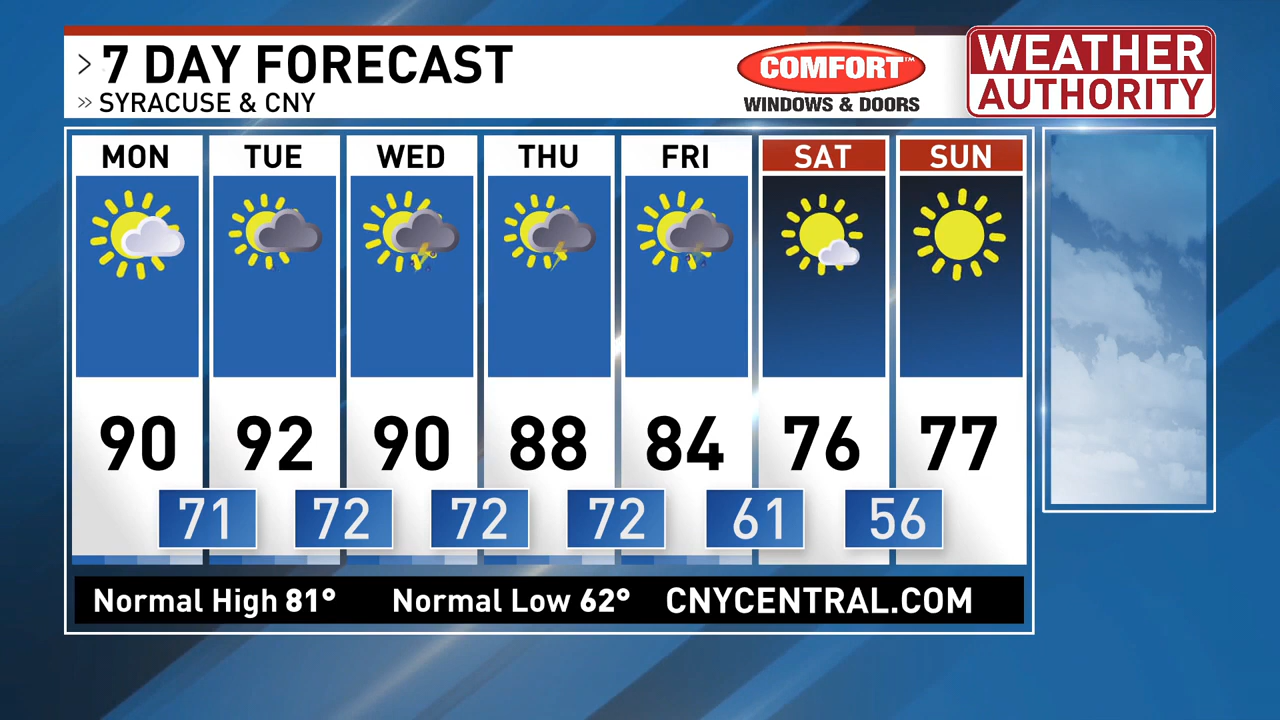 > 7 DAY FORECAST
» SYRACUSE & CNY
COMFORT™
WINDOWS & DOORS
WEATHER
AUTHORITY
MON TUE WED THU FRI SAT SUN
90 92 90 88 84 76 77
71 72 72 72 61 56
Normal High 81° Normal Low 62° CNYCENTRAL.COM